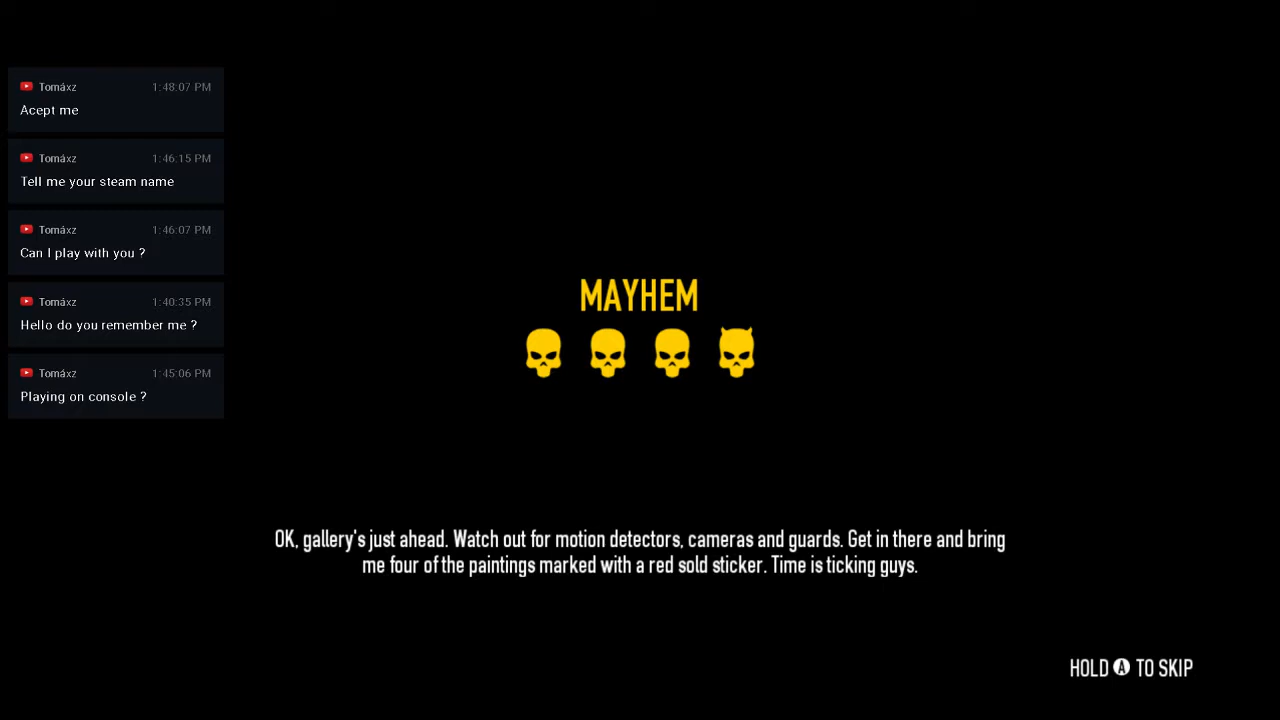 Tomáxz 1:48:07 PM
Acept me
Tomáxz 1:46:15 PM
Tell me your steam name
Tomáxz 1:46:07 PM
Can I play with you ?
Tomáxz 1:40:35 PM
Hello do you remember me ?
Tomáxz 1:45:06 PM
Playing on console ?
MAYHEM
OK, gallery's just ahead. Watch out for motion detectors, cameras and guards. Get in there and bring
me four of the paintings marked with a red sold sticker. Time is ticking guys.
HOLD A TO SKIP